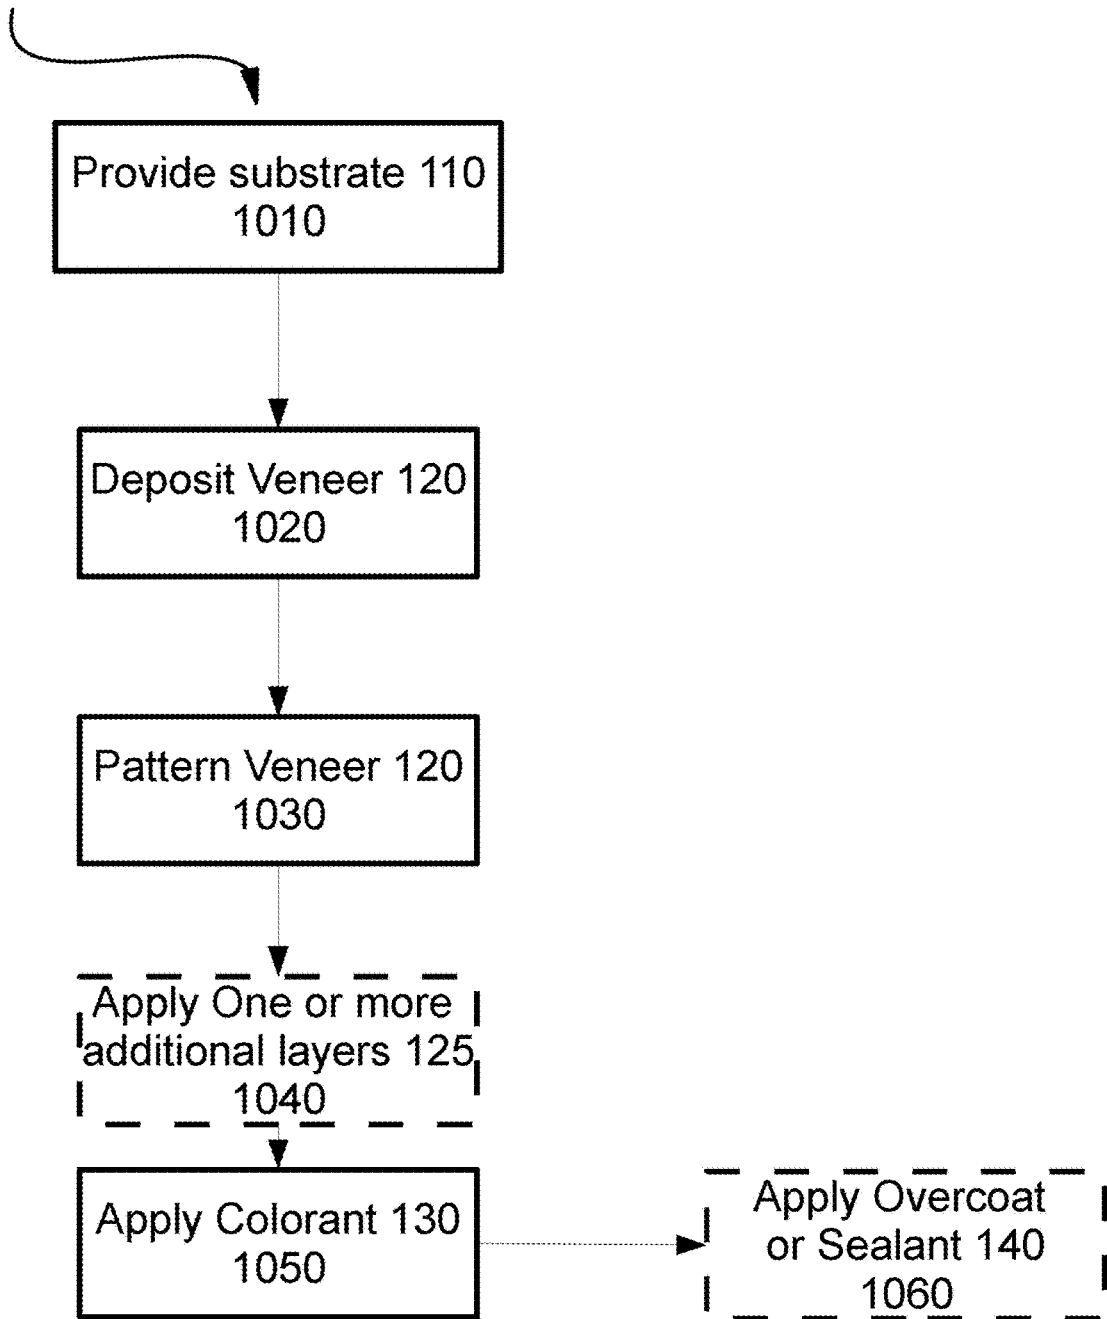 Provide substrate 110
1010
Deposit Veneer 120
1020
Pattern Veneer 120
1030
Apply One or more
additional layers 125
1040
Apply Colorant 130
1050
Apply Overcoat
or Sealant 140
1060